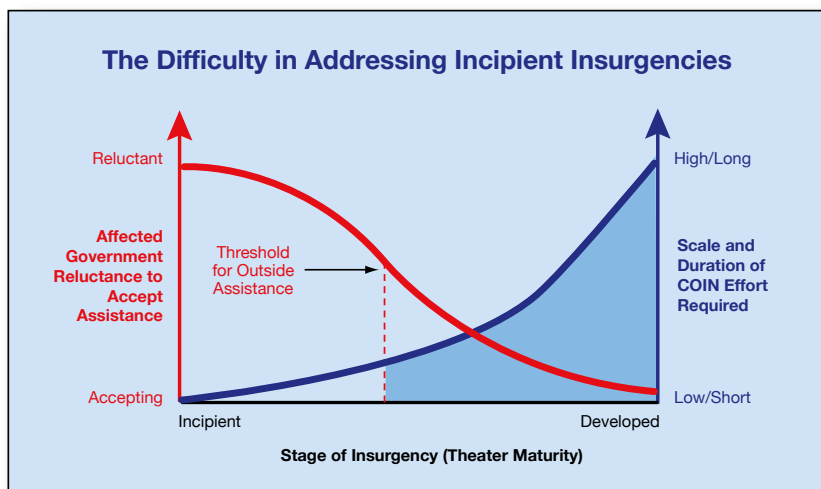 The Difficulty in Addressing Incipient Insurgencies
Reluctant
Affected
Government
Reluctance to
Accept
Assistance
Accepting
Threshold
for Outside
Assistance
High/Long
Scale and
Duration of
COIN Effort
Required
Low/Short
Incipient
Developed
Stage of Insurgency (Theater Maturity)